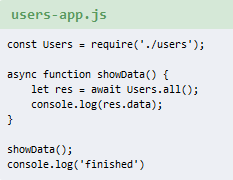 users-app.js
const Users = require('./users');
async function showData() {
    let res = await Users.all();
    console.log(res.data);
}
showData();
console.log('finished')